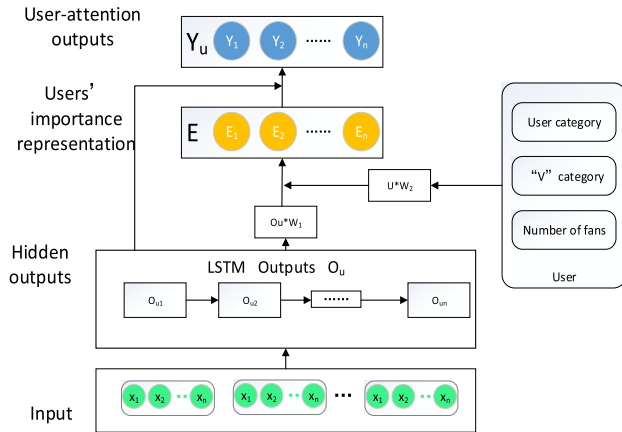 User-attention
outputs
Yu Y1 Y2 ...... Yn
Users'
importance
representation
E E1 E2 ...... En
User category
"V" category
Number of fans
User
U*W2
Ou*W1
Hidden
outputs
LSTM Outputs Ou
Ou1 Ou2 ...... Oun
Input
x1 x2 ·· xn x1 x2 ·· xn ... x1 x2 ·· xn